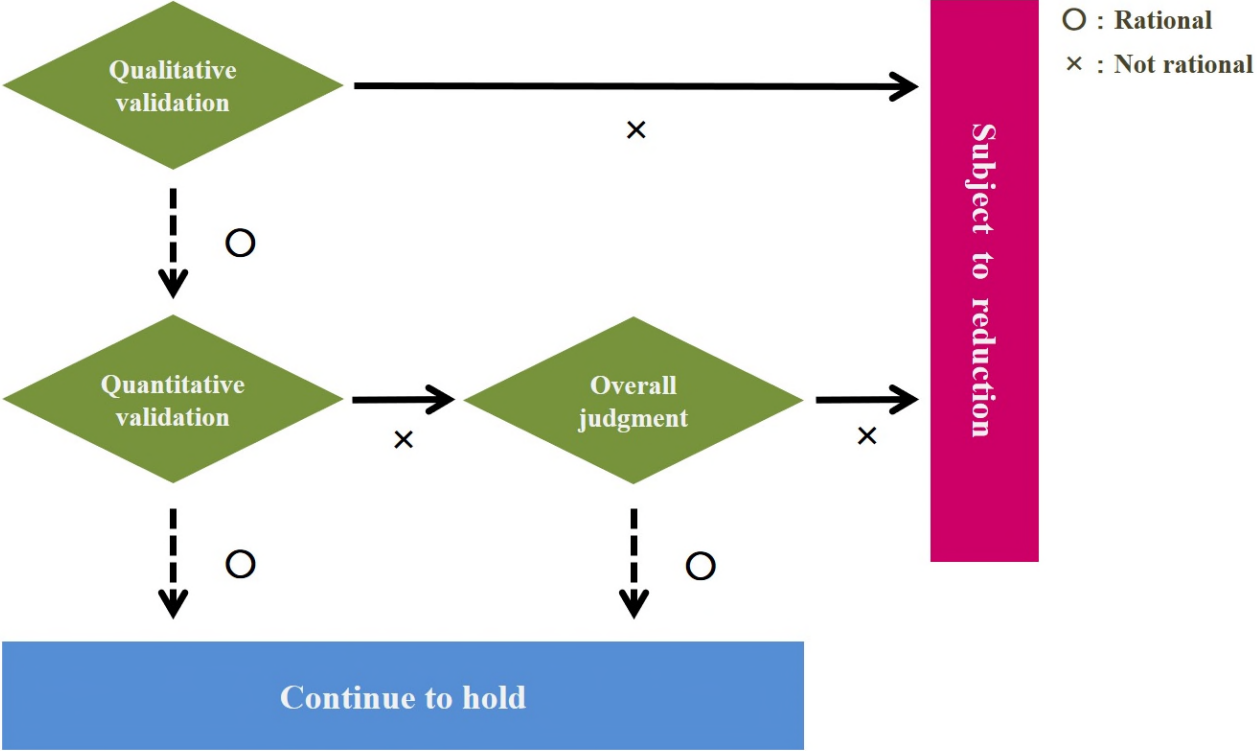 Qualitative
validation
○ : Rational
× : Not rational
×
○
Subject to reduction
Quantitative
validation
×
Overall
judgment
×
○
○
Continue to hold